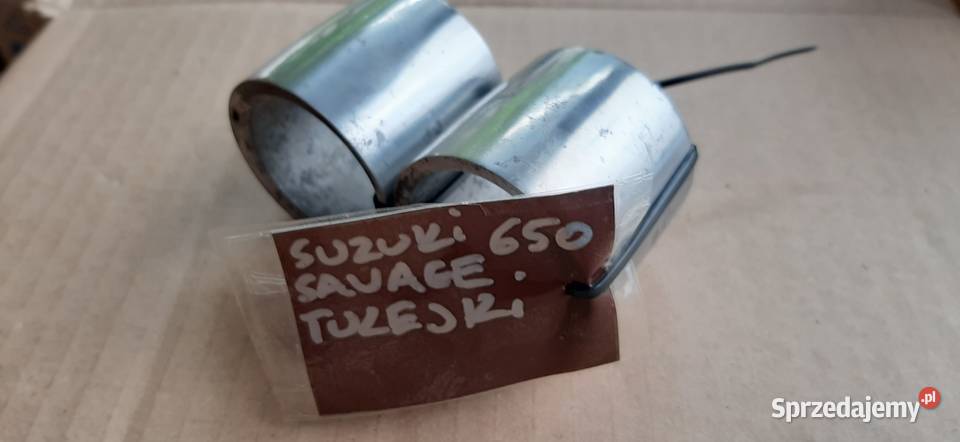 SUZUKi 650
SAVAGE.
TULEJKi
Sprzedajemy.pl